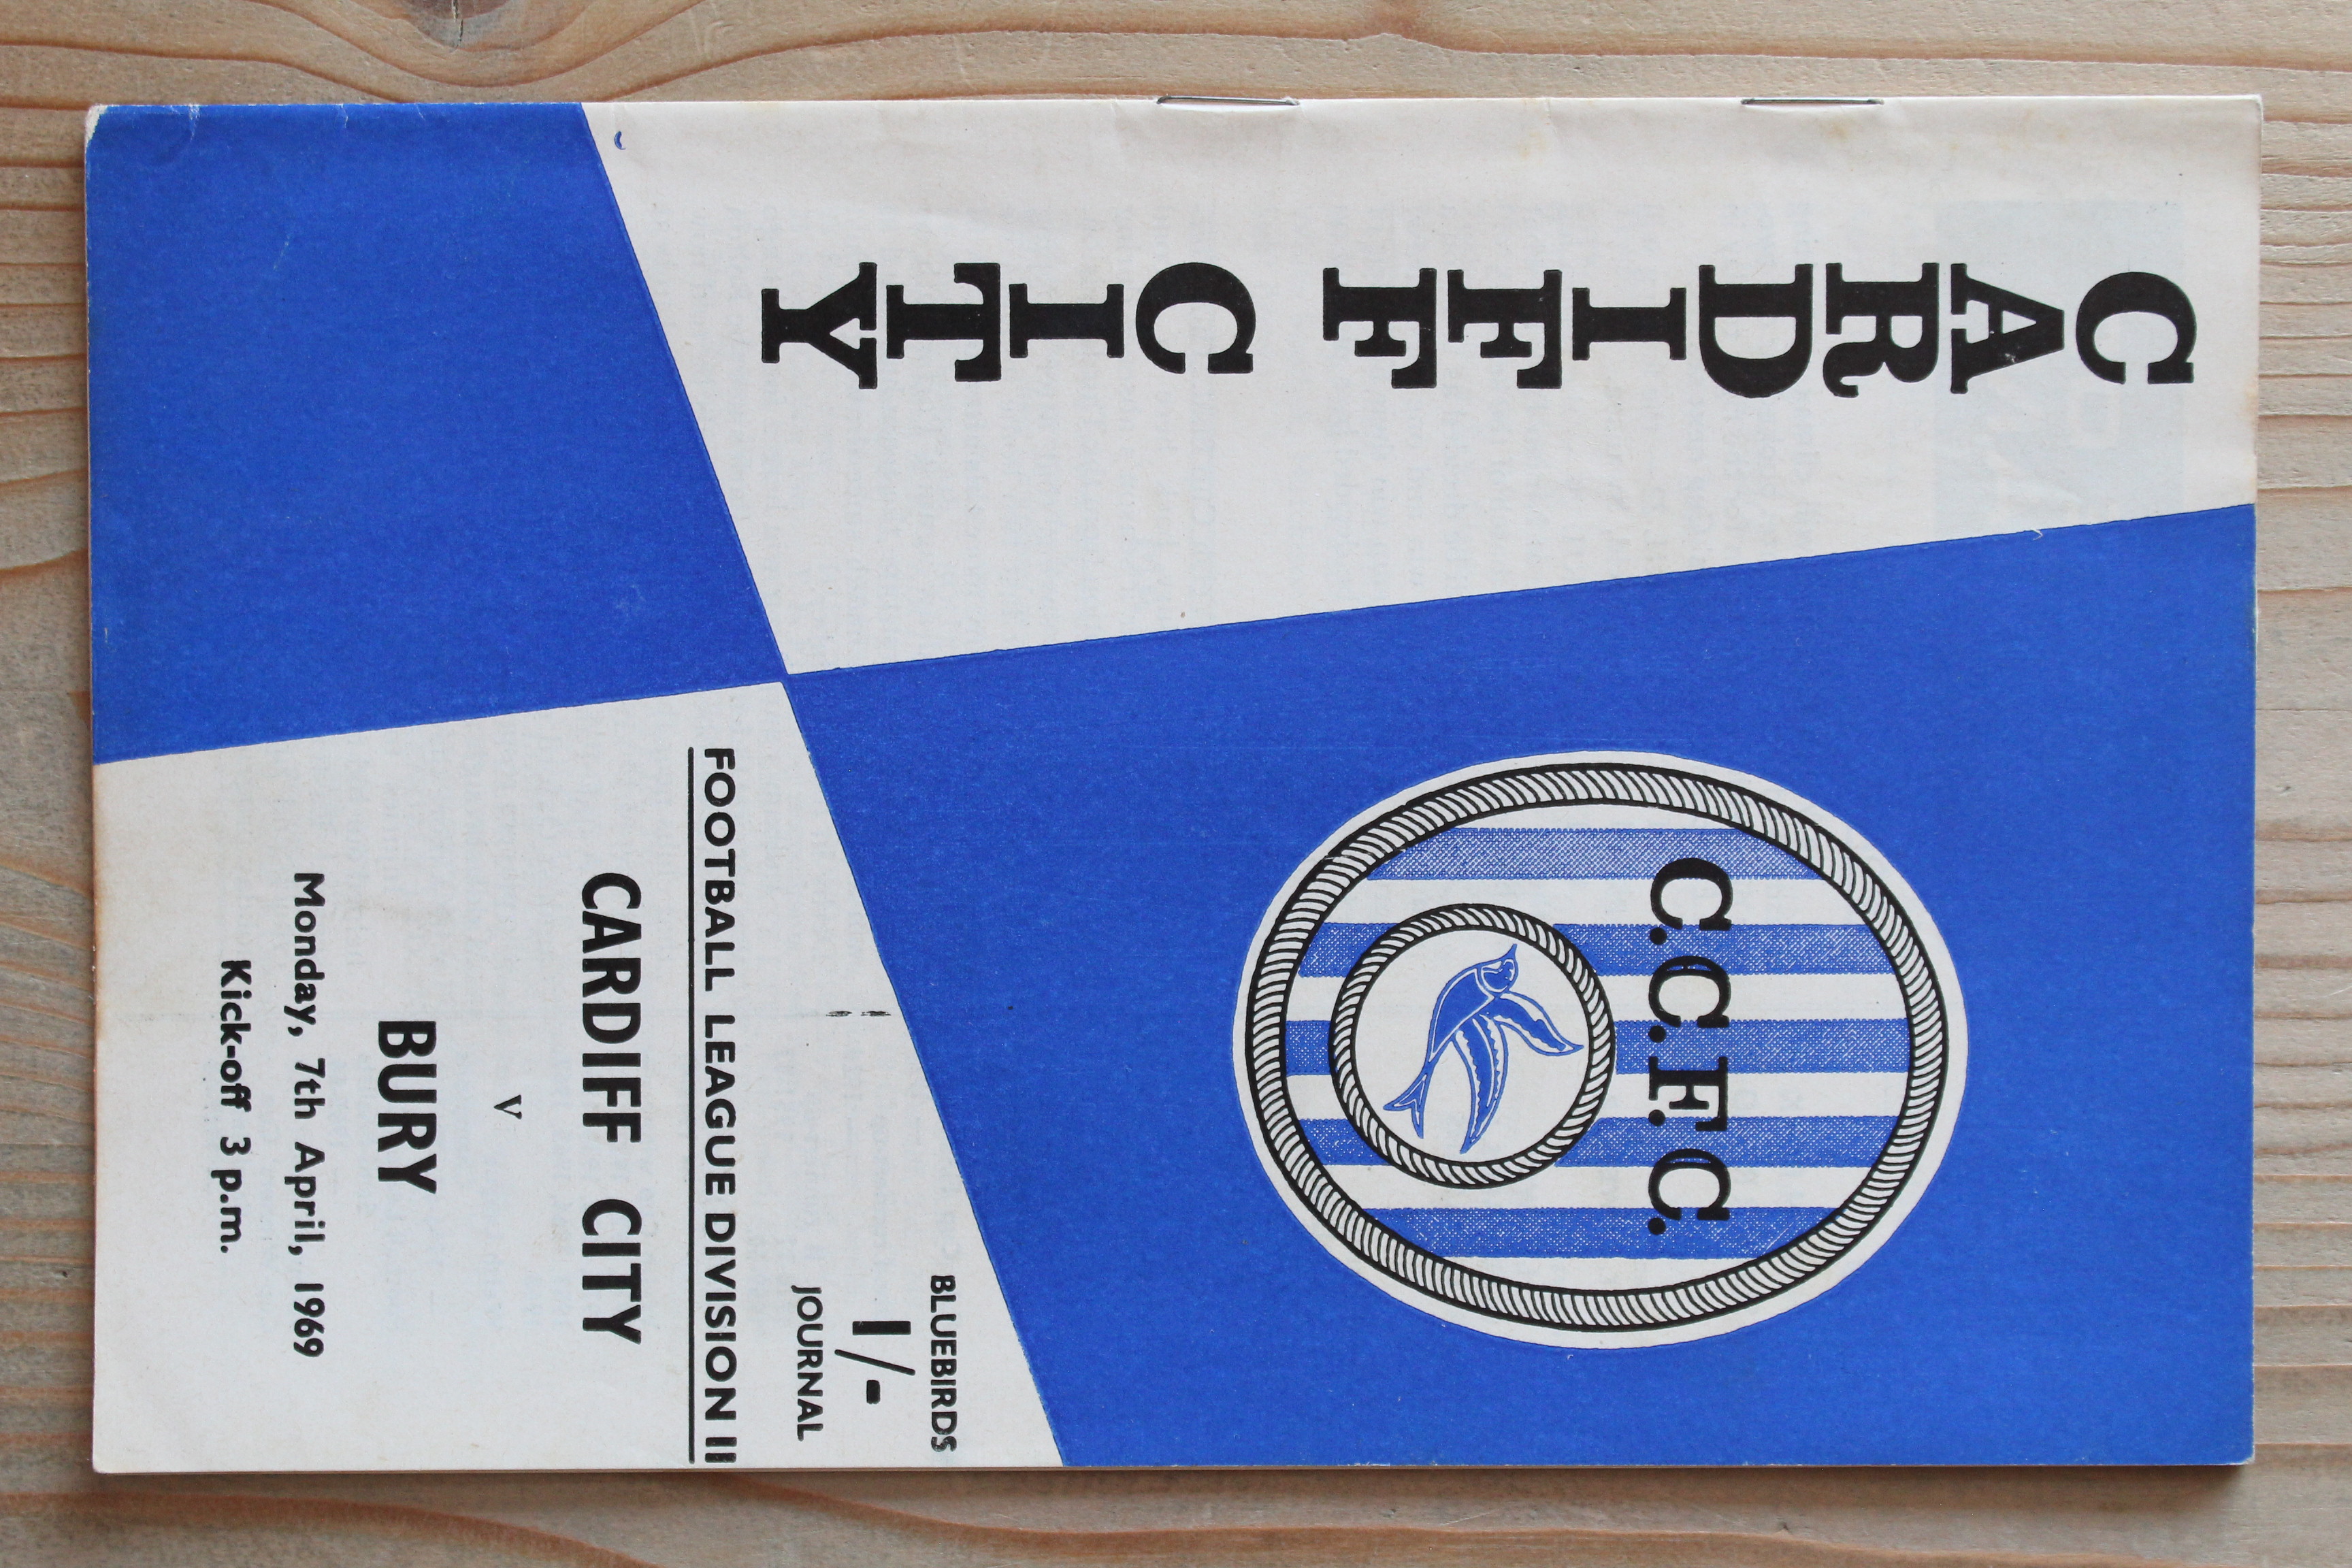 CARDIFF CITY
C.C.F.C.
BLUEBIRDS
1/-
JOURNAL
FOOTBALL LEAGUE DIVISION II
CARDIFF CITY
v
BURY
Monday, 7th April, 1969
Kick-off 3 p.m.